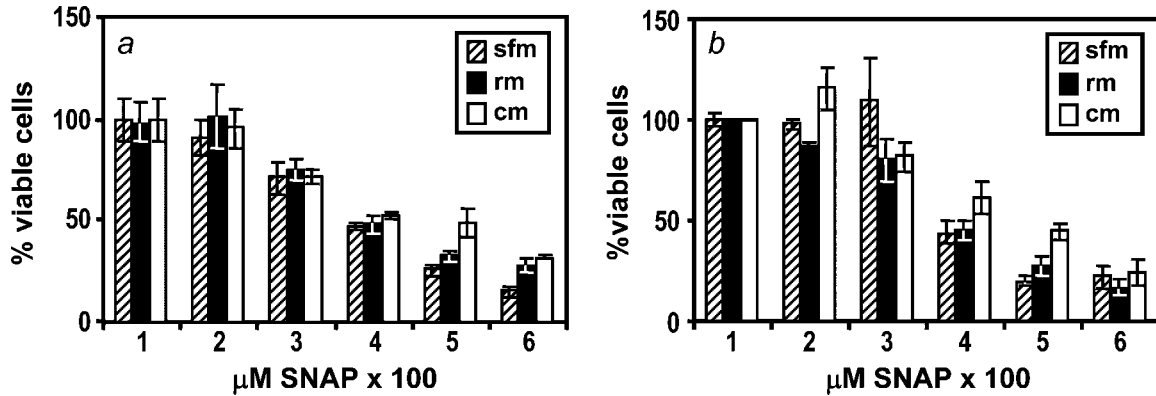 a
sfm
rm
cm
% viable cells
150
100
50
0
1 2 3 4 5 6
µM SNAP x 100
b
sfm
rm
cm
%viable cells
150
100
50
0
1 2 3 4 5 6
µM SNAP x 100